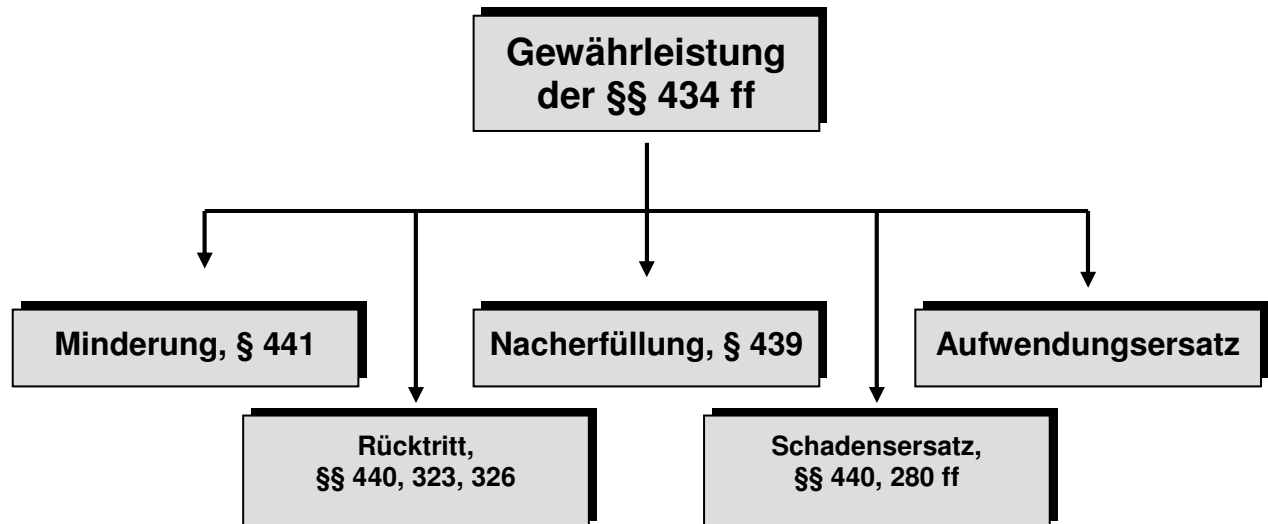 Gewährleistung
der §§ 434 ff
Minderung, § 441
Nacherfüllung, § 439
Aufwendungsersatz
Rücktritt,
§§ 440, 323, 326
Schadensersatz,
§§ 440, 280 ff